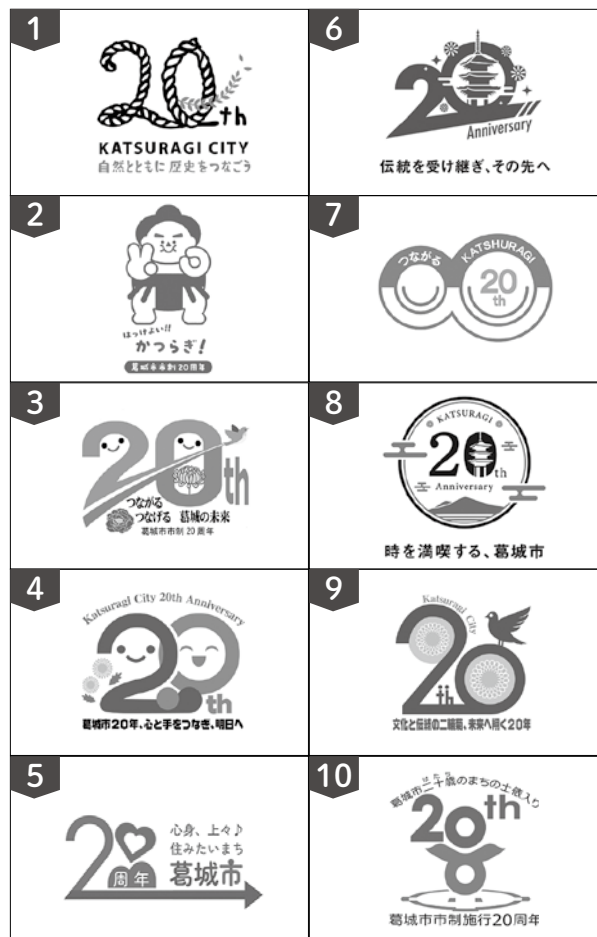 1
20th
KATSURAGI CITY
自然とともに 歴史をつなごう
2
はっけよい!!
かつらぎ!
葛城市市制20周年
3
20th
つながる
つなげる 葛城の未来
葛城市市制20周年
4
Katsuragi City 20th Anniversary
20th
葛城市20年、心と手をつなぎ、明日へ
5
20
周年
心身、上々♪
住みたいまち
葛城市
6
20
Anniversary
伝統を受け継ぎ、その先へ
7
つながる KATSHURAGI
20
th
8
KATSURAGI
20th
Anniversary
時を満喫する、葛城市
9
Katsuragi City
20
th
文化と伝統の二輪菊、未来へ翔く20年
10
はたち
葛城市二十歳のまちの土俵入り
20th
葛城市市制施行20周年